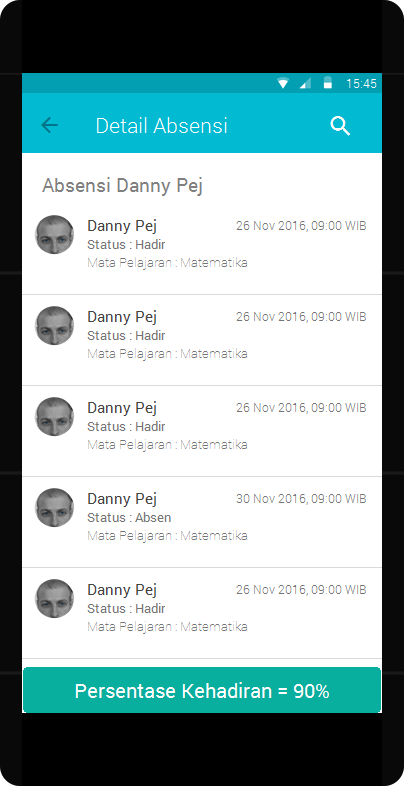 15:45
Detail Absensi
Absensi Danny Pej
Danny Pej 26 Nov 2016, 09:00 WIB
Status : Hadir
Mata Pelajaran : Matematika
Danny Pej 26 Nov 2016, 09:00 WIB
Status : Hadir
Mata Pelajaran : Matematika
Danny Pej 26 Nov 2016, 09:00 WIB
Status : Hadir
Mata Pelajaran : Matematika
Danny Pej 30 Nov 2016, 09:00 WIB
Status : Absen
Mata Pelajaran : Matematika
Danny Pej 26 Nov 2016, 09:00 WIB
Status : Hadir
Mata Pelajaran : Matematika
Persentase Kehadiran = 90%